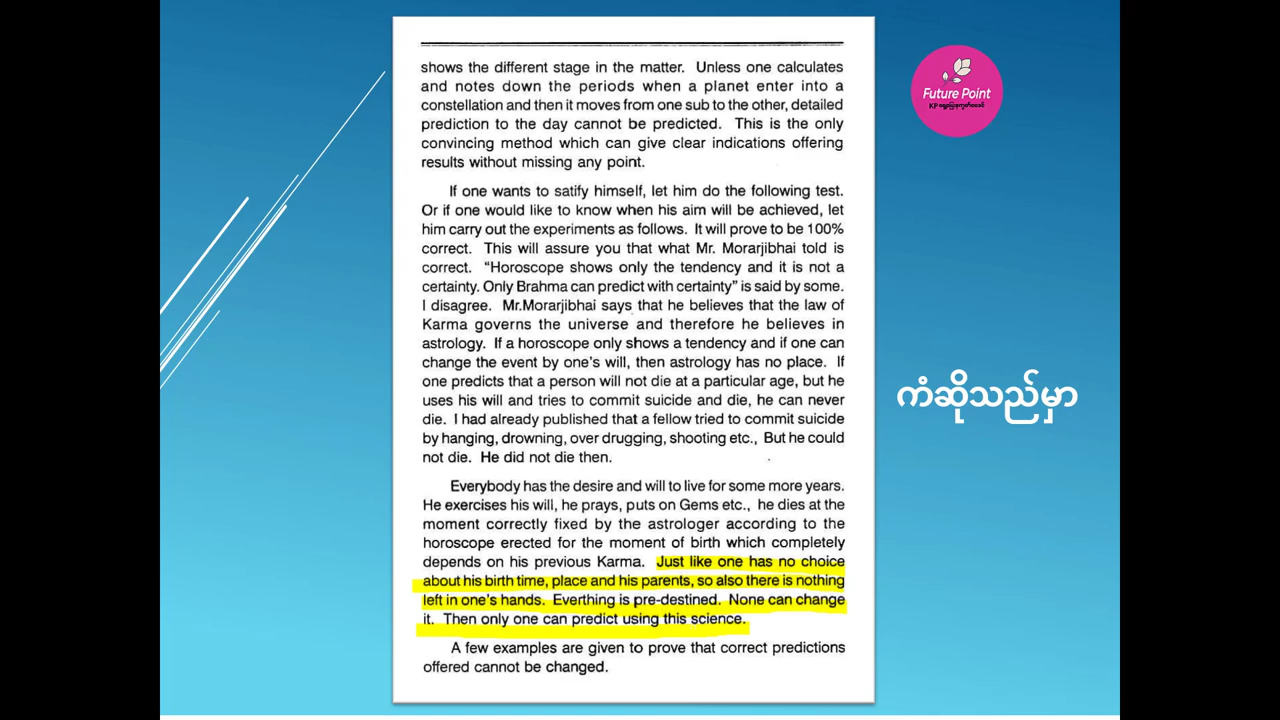 shows the different stage in the matter. Unless one calculates
and notes down the periods when a planet enter into a
constellation and then it moves from one sub to the other, detailed
prediction to the day cannot be predicted. This is the only
convincing method which can give clear indications offering
results without missing any point.
If one wants to satify himself, let him do the following test.
Or if one would like to know when his aim will be achieved, let
him carry out the experiments as follows. It will prove to be 100%
correct. This will assure you that what Mr. Morarjibhai told is
correct. “Horoscope shows only the tendency and it is not a
certainty. Only Brahma can predict with certainty” is said by some.
I disagree. Mr.Morarjibhai says that he believes that the law of
Karma governs the universe and therefore he believes in
astrology. If a horoscope only shows a tendency and if one can
change the event by one's will, then astrology has no place. If
one predicts that a person will not die at a particular age, but he
uses his will and tries to commit suicide and die, he can never
die. I had already published that a fellow tried to commit suicide
by hanging, drowning, over drugging, shooting etc., But he could
not die. He did not die then.
Everybody has the desire and will to live for some more years.
He exercises his will, he prays, puts on Gems etc., he dies at the
moment correctly fixed by the astrologer according to the
horoscope erected for the moment of birth which completely
depends on his previous Karma. Just like one has no choice
about his birth time, place and his parents, so also there is nothing
left in one's hands. Everthing is pre-destined. None can change
it. Then only one can predict using this science.
A few examples are given to prove that correct predictions
offered cannot be changed.
Future Point
KP
ကံဆိုသည်မှာ